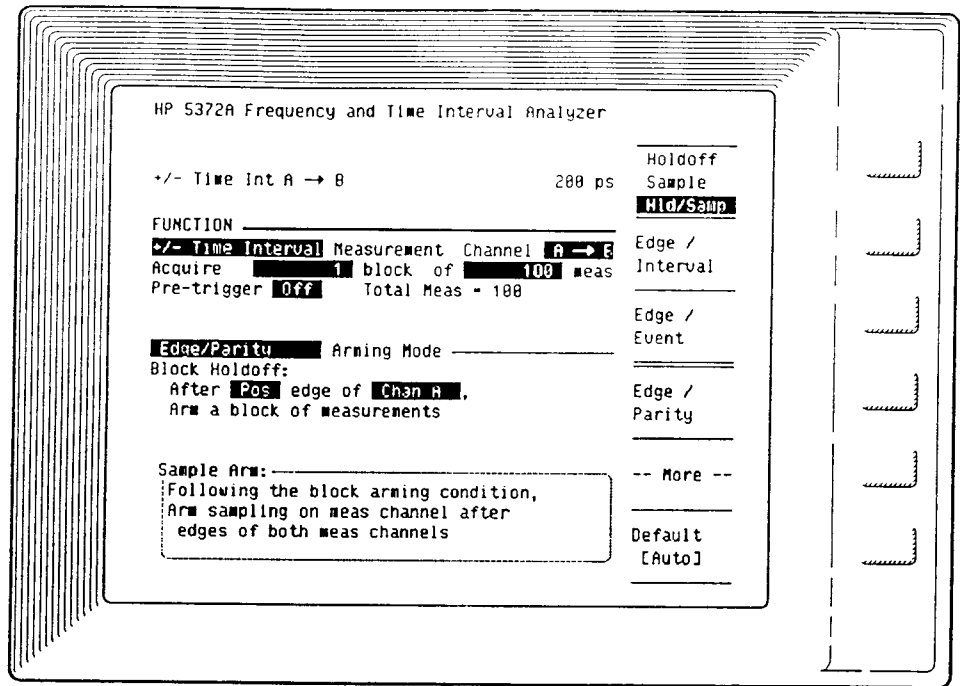 HP 5372A Frequency and Time Interval Analyzer
+/- Time Int A → B 200 ps
FUNCTION
+/- Time Interval Measurement Channel A → B
Acquire 1 block of 100 meas
Pre-trigger Off Total Meas = 100
Edge/Parity Arming Mode
Block Holdoff:
After Pos edge of Chan A ,
Arm a block of measurements
Sample Arm:
Following the block arming condition,
Arm sampling on meas channel after
edges of both meas channels
Holdoff
Sample
Hld/Samp
Edge /
Interval
Edge /
Event
Edge /
Parity
-- More --
Default
[Auto]